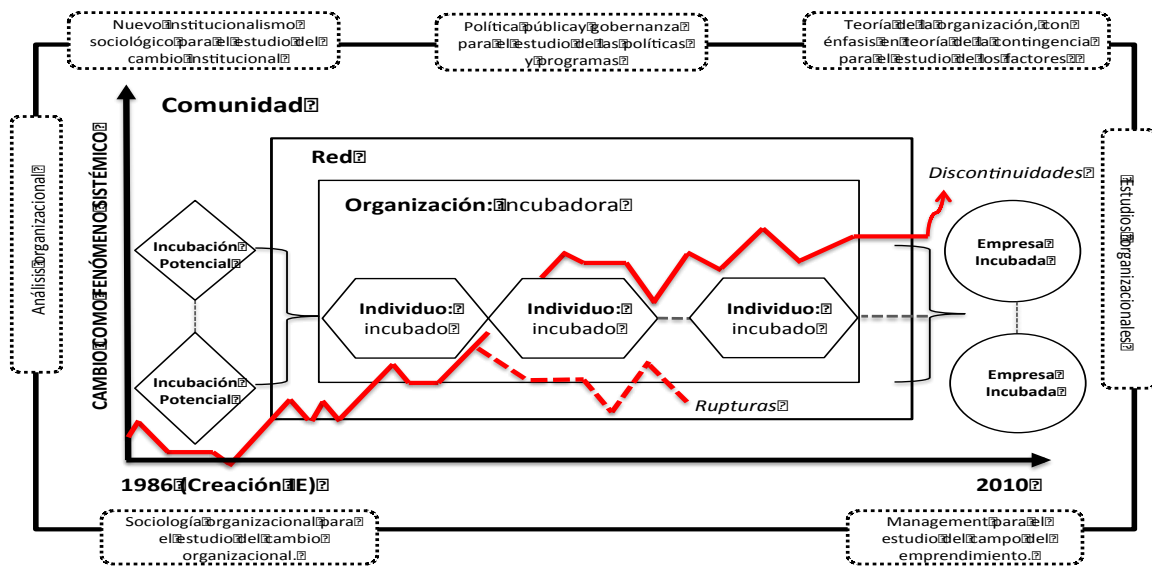 Nuevo institucionalismo
sociológico para el estudio del
cambio institucional
Política pública y gobernanza
para el estudio de las políticas
y programas
Teoría de la organización, con
énfasis en teoría de la contingencia
para el estudio de los factores
Comunidad
Red
Organización: Incubadora
Discontinuidades
Análisis organizacional
CAMBIO COMO FENÓMENO SISTÉMICO
Incubación
Potencial
Individuo:
incubado
Individuo:
incubado
Individuo:
incubado
Empresa
Incubada
Estudios organizacionales
Incubación
Potencial
Rupturas
Empresa
Incubada
1986 (Creación IE)
2010
Sociología organizacional para
el estudio del cambio
organizacional.
Management para el
estudio del campo del
emprendimiento.